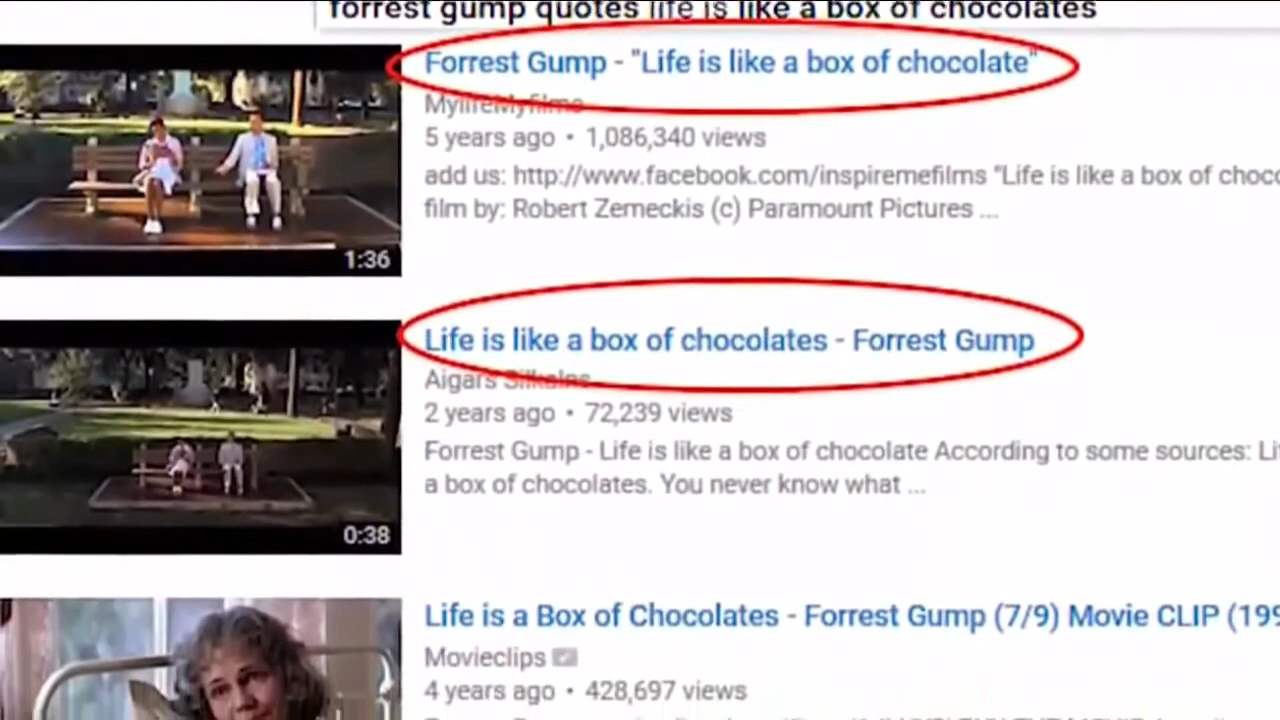 forrest gump quotes life is like a box of chocolates
Forrest Gump - "Life is like a box of chocolate"
MylifeMyfilms
5 years ago • 1,086,340 views
add us: http://www.facebook.com/inspiremefilms "Life is like a box of choc
film by: Robert Zemeckis (c) Paramount Pictures ...
1:36
Life is like a box of chocolates - Forrest Gump
Aigars Silkalns
2 years ago • 72,239 views
Forrest Gump - Life is like a box of chocolate According to some sources: Li
a box of chocolates. You never know what ...
0:38
Life is a Box of Chocolates - Forrest Gump (7/9) Movie CLIP (199
Movieclips
4 years ago • 428,697 views